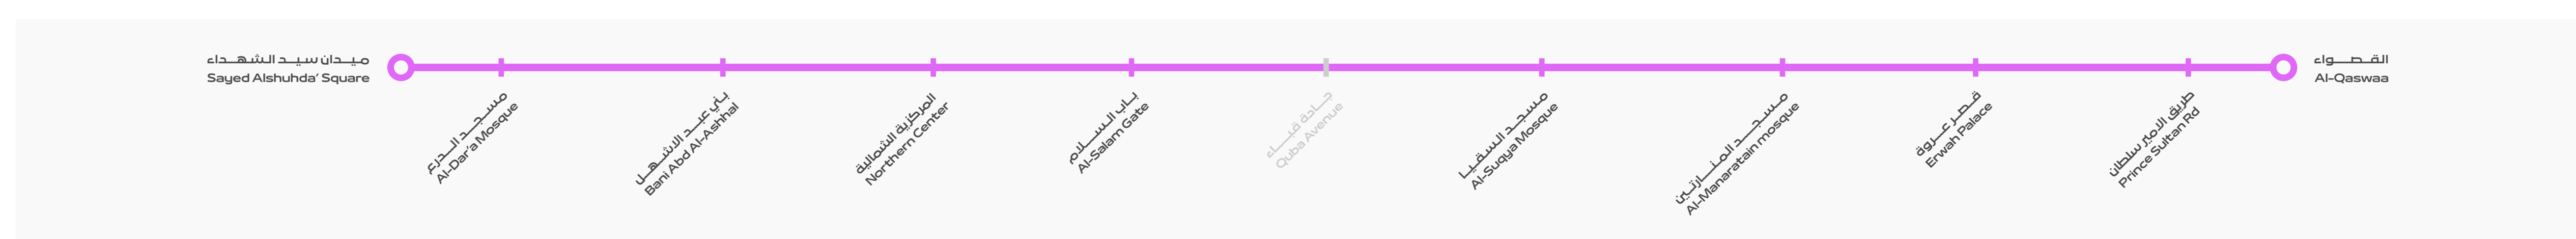 ميدان سيد الشهداء
Sayed Alshuhda’ Square
مسجد الدرع
Al-Dar’a Mosque
بني عبد الاشهل
Bani Abd Al-Ashhal
المركزية الشمالية
Northern Center
باب السلام
Al-Salam Gate
جادة قباء
Quba Avenue
مسجد السقيا
Al-Suqya Mosque
مسجد المنارتين
Al-Manaratain mosque
قصر عروة
Erwah Palace
طريق الامير سلطان
Prince Sultan Rd
القصواء
Al-Qaswaa